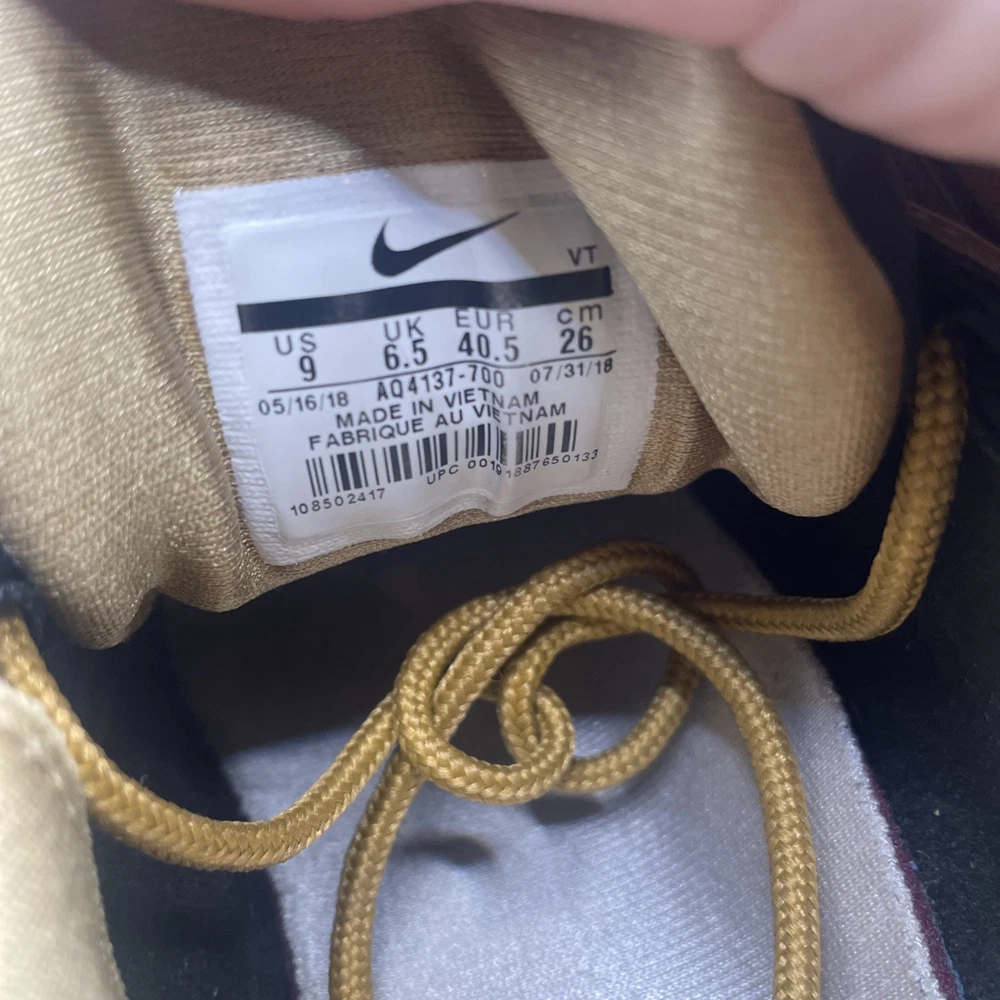 VT
US UK EUR cm
9 6.5 40.5 26
05/16/18 AQ4137-700 07/31/18
MADE IN VIETNAM
FABRIQUE AU VIETNAM
108502417 UPC 00191887650133